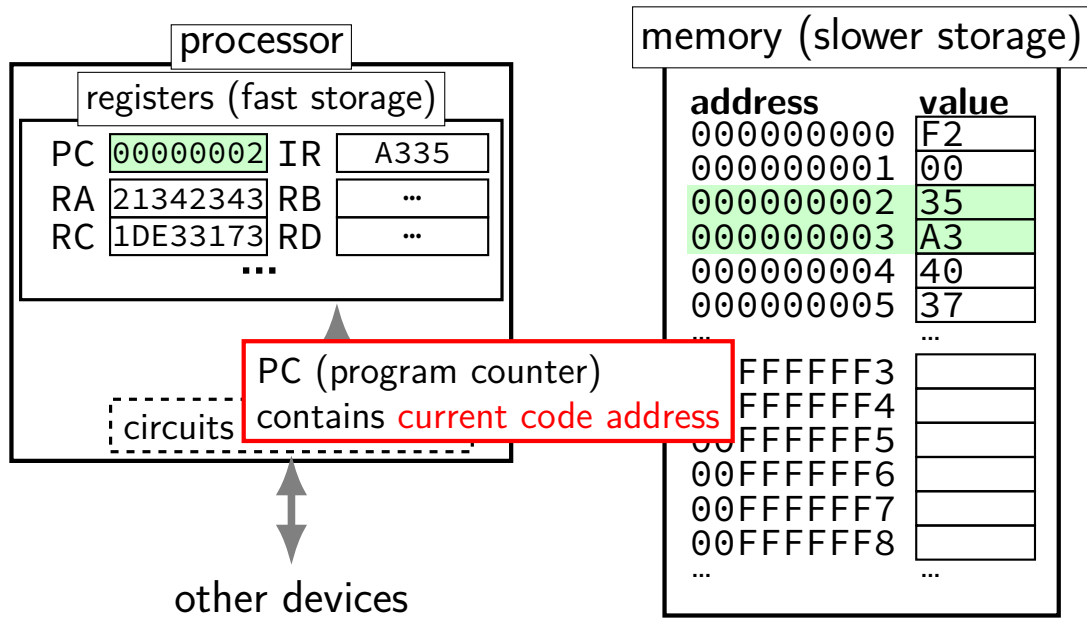 processor
registers (fast storage)
PC 00000002 IR A335
RA 21342343 RB ...
RC 1DE33173 RD ...
...
PC (program counter)
contains current code address
circuits
other devices
memory (slower storage)
address value
000000000 F2
000000001 00
000000002 35
000000003 A3
000000004 40
000000005 37
... ...
FFFFFF3
FFFFFF4
00FFFFFF5
00FFFFFF6
00FFFFFF7
00FFFFFF8
... ...